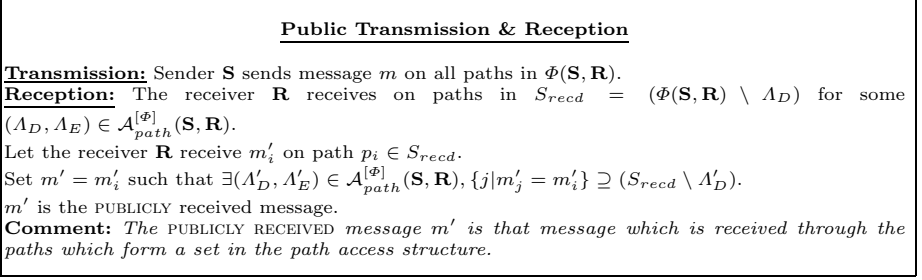 Public Transmission & Reception
Transmission: Sender S sends message m on all paths in Φ(S, R).
Reception: The receiver R receives on paths in S_recd = (Φ(S, R) \ Λ_D) for some
(Λ_D, Λ_E) ∈ 𝒜_path^[Φ](S, R).
Let the receiver R receive m′_i on path p_i ∈ S_recd.
Set m′ = m′_i such that ∃(Λ′_D, Λ′_E) ∈ 𝒜_path^[Φ](S, R), {j|m′_j = m′_i} ⊇ (S_recd \ Λ′_D).
m′ is the PUBLICLY received message.
Comment: The PUBLICLY RECEIVED message m′ is that message which is received through the
paths which form a set in the path access structure.